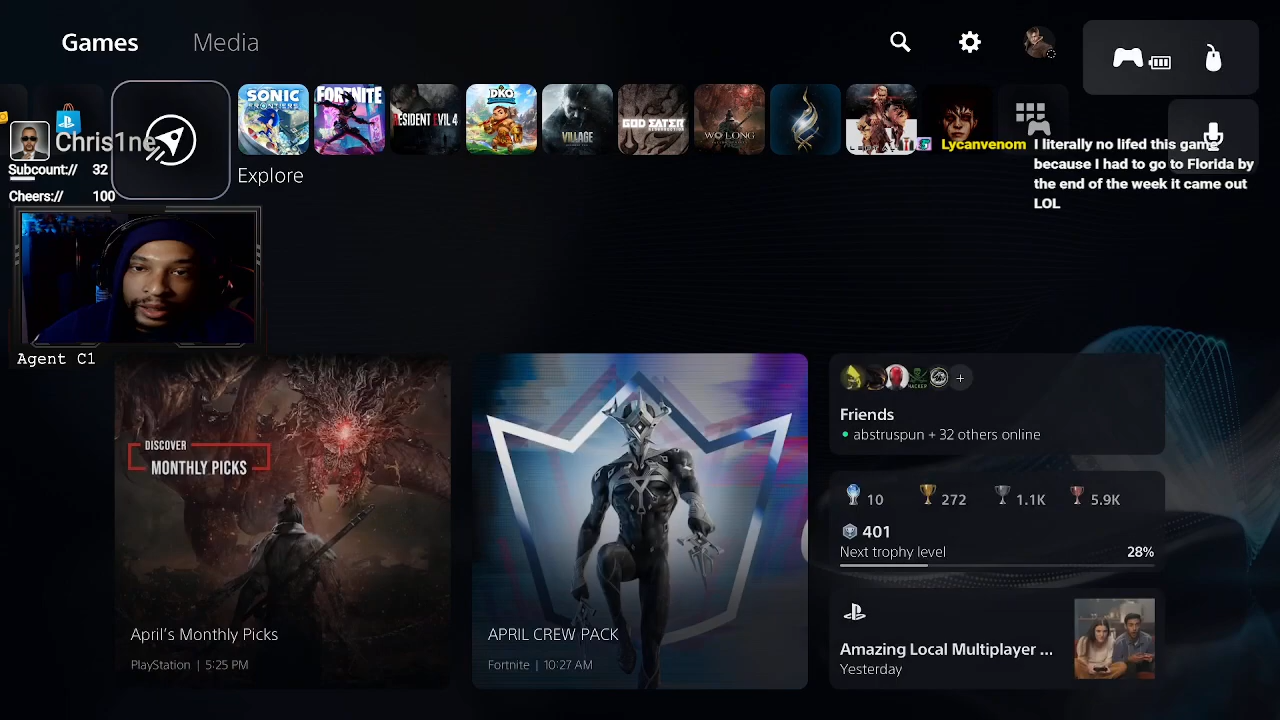 Games
Media
SONIC
FRONTIERS
FORTNITE
RESIDENT EVIL 4
DKO
VILLAGE
GOD EATER
RESURRECTION
WO LONG
Chris1ne
Subcount:// 32
Cheers:// 100
Explore
Lycanvenom
I literally no lifed this game
because I had to go to Florida by
the end of the week it came out
LOL
Agent C1
DISCOVER
MONTHLY PICKS
April's Monthly Picks
PlayStation | 5:25 PM
APRIL CREW PACK
Fortnite | 10:27 AM
Friends
abstruspun + 32 others online
10 272 1.1K 5.9K
401
Next trophy level 28%
Amazing Local Multiplayer ...
Yesterday